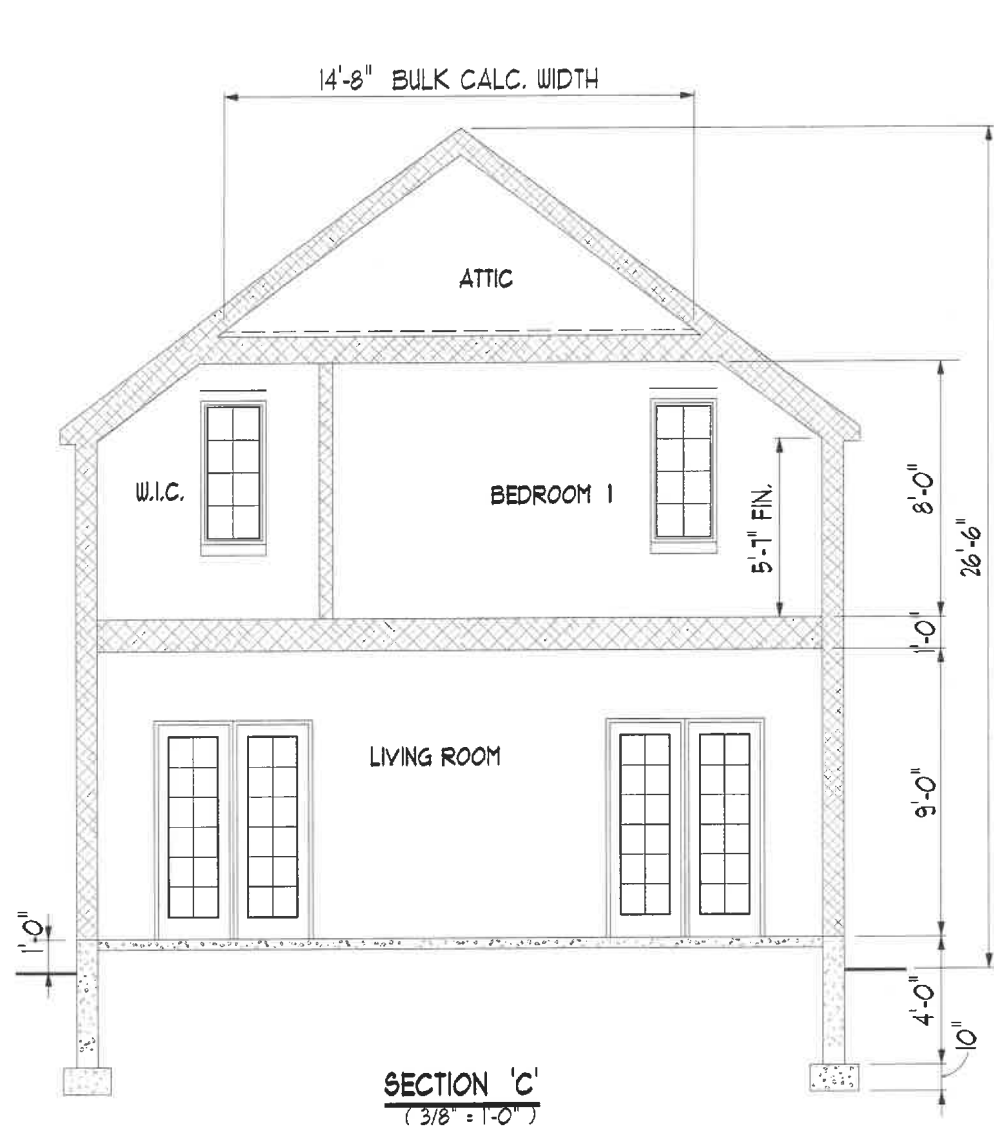 14'-8" BULK CALC. WIDTH
ATTIC
W.I.C.
BEDROOM 1
5'-7" FIN.
8'-0"
26'-6"
1'-0"
LIVING ROOM
9'-0"
1'-0"
4'-0"
10"
SECTION 'C'
( 3/8" = 1'-0" )